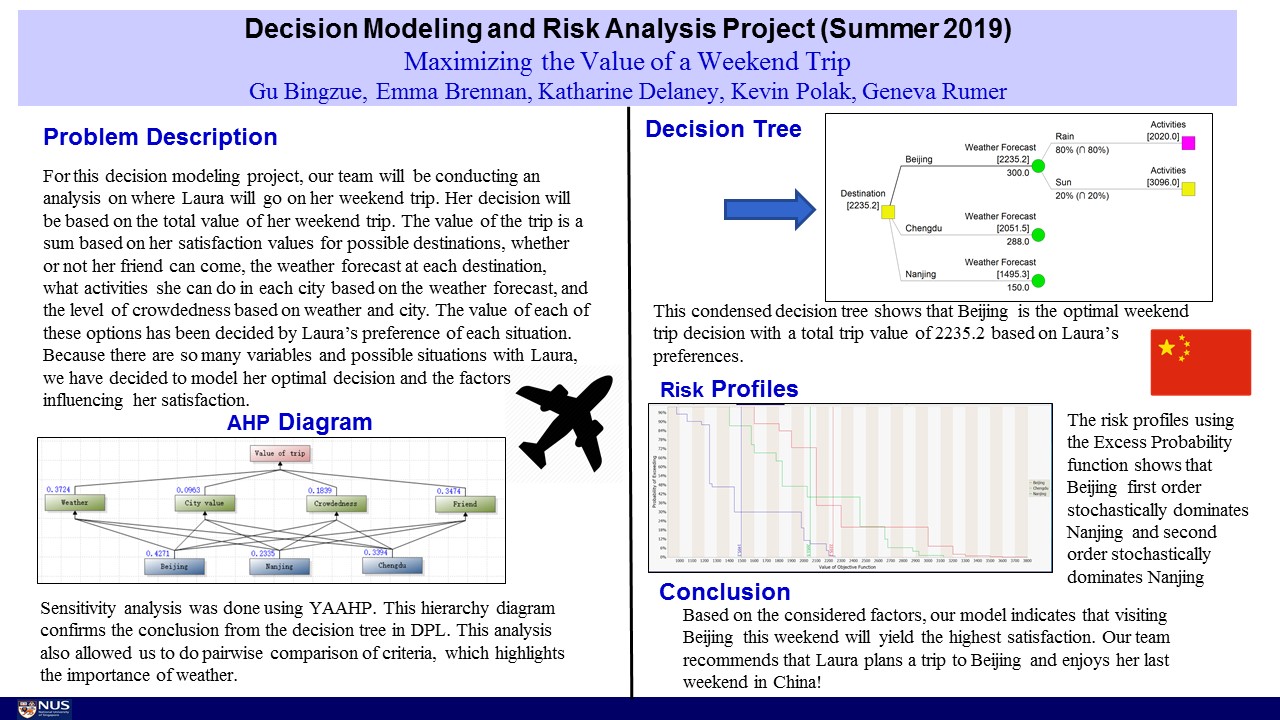 Decision Modeling and Risk Analysis Project (Summer 2019)
Maximizing the Value of a Weekend Trip
Gu Bingzue, Emma Brennan, Katharine Delaney, Kevin Polak, Geneva Rumer
Problem Description
For this decision modeling project, our team will be conducting an
analysis on where Laura will go on her weekend trip. Her decision will
be based on the total value of her weekend trip. The value of the trip is a
sum based on her satisfaction values for possible destinations, whether
or not her friend can come, the weather forecast at each destination,
what activities she can do in each city based on the weather forecast, and
the level of crowdedness based on weather and city. The value of each of
these options has been decided by Laura's preference of each situation.
Because there are so many variables and possible situations with Laura,
we have decided to model her optimal decision and the factors
influencing her satisfaction.
AHP Diagram
Value of trip
0.3724 0.0963 0.1839 0.3474
Weather City value Crowdedness Friend
0.4271 0.2335 0.3394
Beijing Nanjing Chengdu
Sensitivity analysis was done using YAAHP. This hierarchy diagram
confirms the conclusion from the decision tree in DPL. This analysis
also allowed us to do pairwise comparison of criteria, which highlights
the importance of weather.
Decision Tree
Destination
[2235.2]
Beijing
Weather Forecast
[2235.2]
300.0
Rain
80% (∩ 80%)
Activities
[2020.0]
Sun
20% (∩ 20%)
Activities
[3096.0]
Chengdu
Weather Forecast
[2051.5]
288.0
Nanjing
Weather Forecast
[1495.3]
150.0
This condensed decision tree shows that Beijing is the optimal weekend
trip decision with a total trip value of 2235.2 based on Laura's
preferences.
Risk Profiles
Probability of Exceeding
Beijing
Chengdu
Nanjing
Value of Objective Function
The risk profiles using
the Excess Probability
function shows that
Beijing first order
stochastically dominates
Nanjing and second
order stochastically
dominates Nanjing
Conclusion
Based on the considered factors, our model indicates that visiting
Beijing this weekend will yield the highest satisfaction. Our team
recommends that Laura plans a trip to Beijing and enjoys her last
weekend in China!
NUS
National University
of Singapore